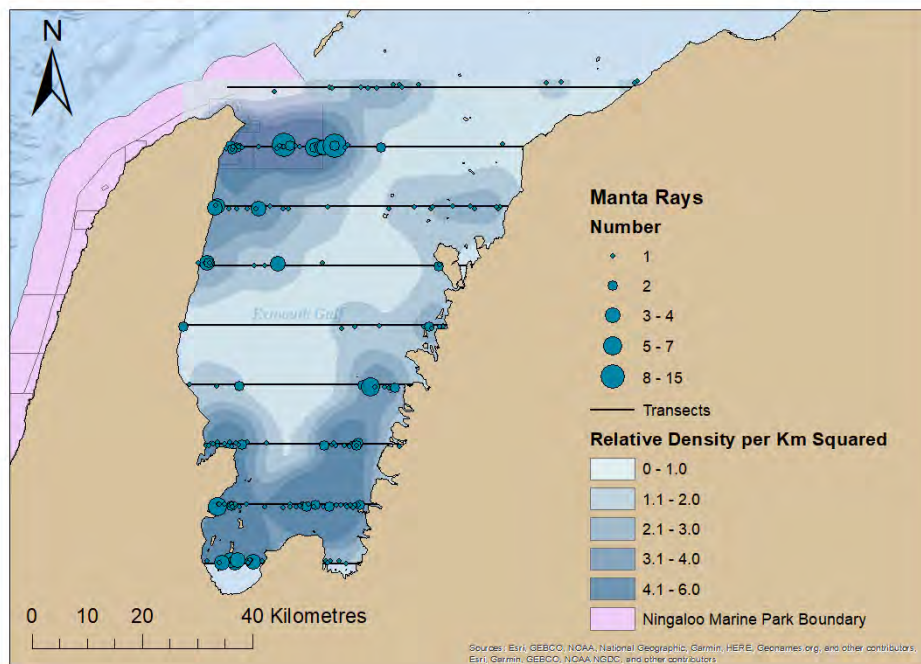 N
Exmouth Gulf
Manta Rays
Number
1
2
3 - 4
5 - 7
8 - 15
Transects
Relative Density per Km Squared
0 - 1.0
1.1 - 2.0
2.1 - 3.0
3.1 - 4.0
4.1 - 6.0
Ningaloo Marine Park Boundary
0 10 20 40 Kilometres
Sources: Esri, GEBCO, NOAA, National Geographic, Garmin, HERE, Geonames.org, and other contributors.
Esri, Garmin, GEBCO, NOAA NGDC, and other contributors